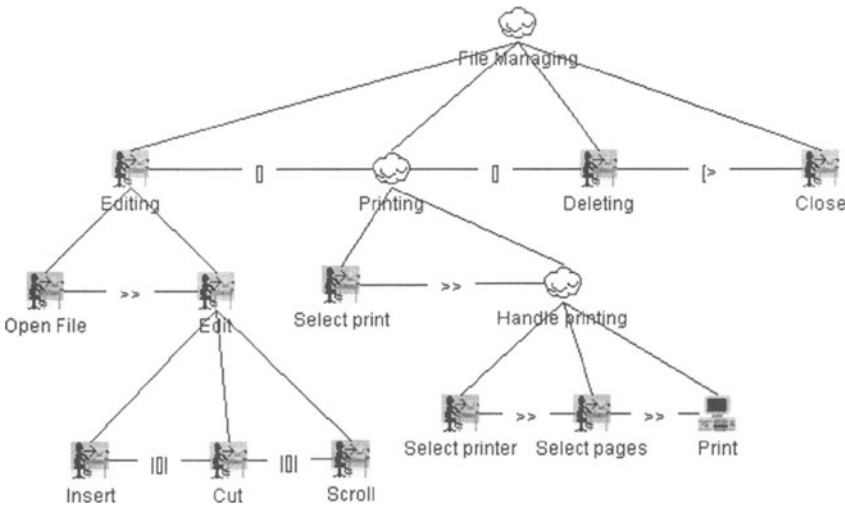 File Managing
[] [] [>
Editing Printing Deleting Close
>> >>
Open File Edit Select print Handle printing
>> >>
Select printer Select pages Print
|[]| |[]|
Insert Cut Scroll